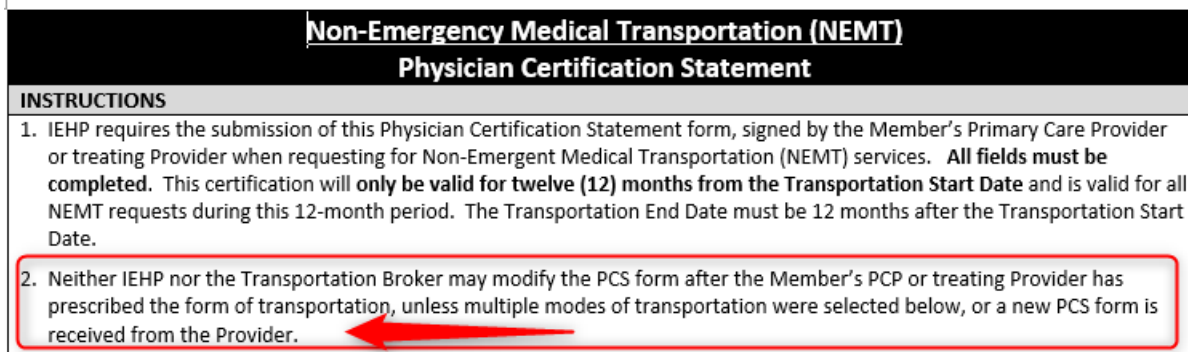 Non-Emergency Medical Transportation (NEMT)
Physician Certification Statement
INSTRUCTIONS
1. IEHP requires the submission of this Physician Certification Statement form, signed by the Member's Primary Care Provider
or treating Provider when requesting for Non-Emergent Medical Transportation (NEMT) services. All fields must be
completed. This certification will only be valid for twelve (12) months from the Transportation Start Date and is valid for all
NEMT requests during this 12-month period. The Transportation End Date must be 12 months after the Transportation Start
Date.
2. Neither IEHP nor the Transportation Broker may modify the PCS form after the Member's PCP or treating Provider has
prescribed the form of transportation, unless multiple modes of transportation were selected below, or a new PCS form is
received from the Provider.